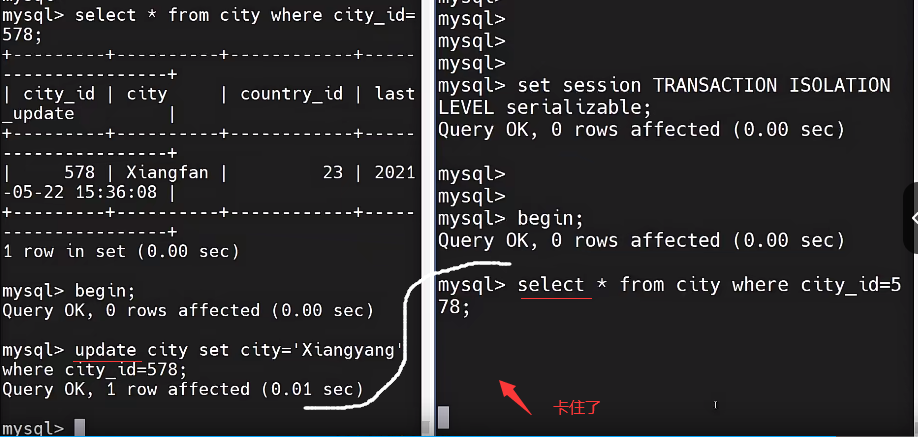 mysql> select * from city where city_id=
578;
+---------+----------+------------+-----
----------------+
| city_id | city     | country_id | last
_update         |
+---------+----------+------------+-----
----------------+
|     578 | Xiangfan |         23 | 2021
-05-22 15:36:08 |
+---------+----------+------------+-----
----------------+
1 row in set (0.00 sec)
mysql> begin;
Query OK, 0 rows affected (0.00 sec)
mysql> update city set city='Xiangyang'
where city_id=578;
Query OK, 1 row affected (0.01 sec)
mysql>
mysql>
mysql>
mysql>
mysql> set session TRANSACTION ISOLATION
LEVEL serializable;
Query OK, 0 rows affected (0.00 sec)
mysql>
mysql>
mysql> begin;
Query OK, 0 rows affected (0.00 sec)
mysql> select * from city where city_id=5
78;
卡住了